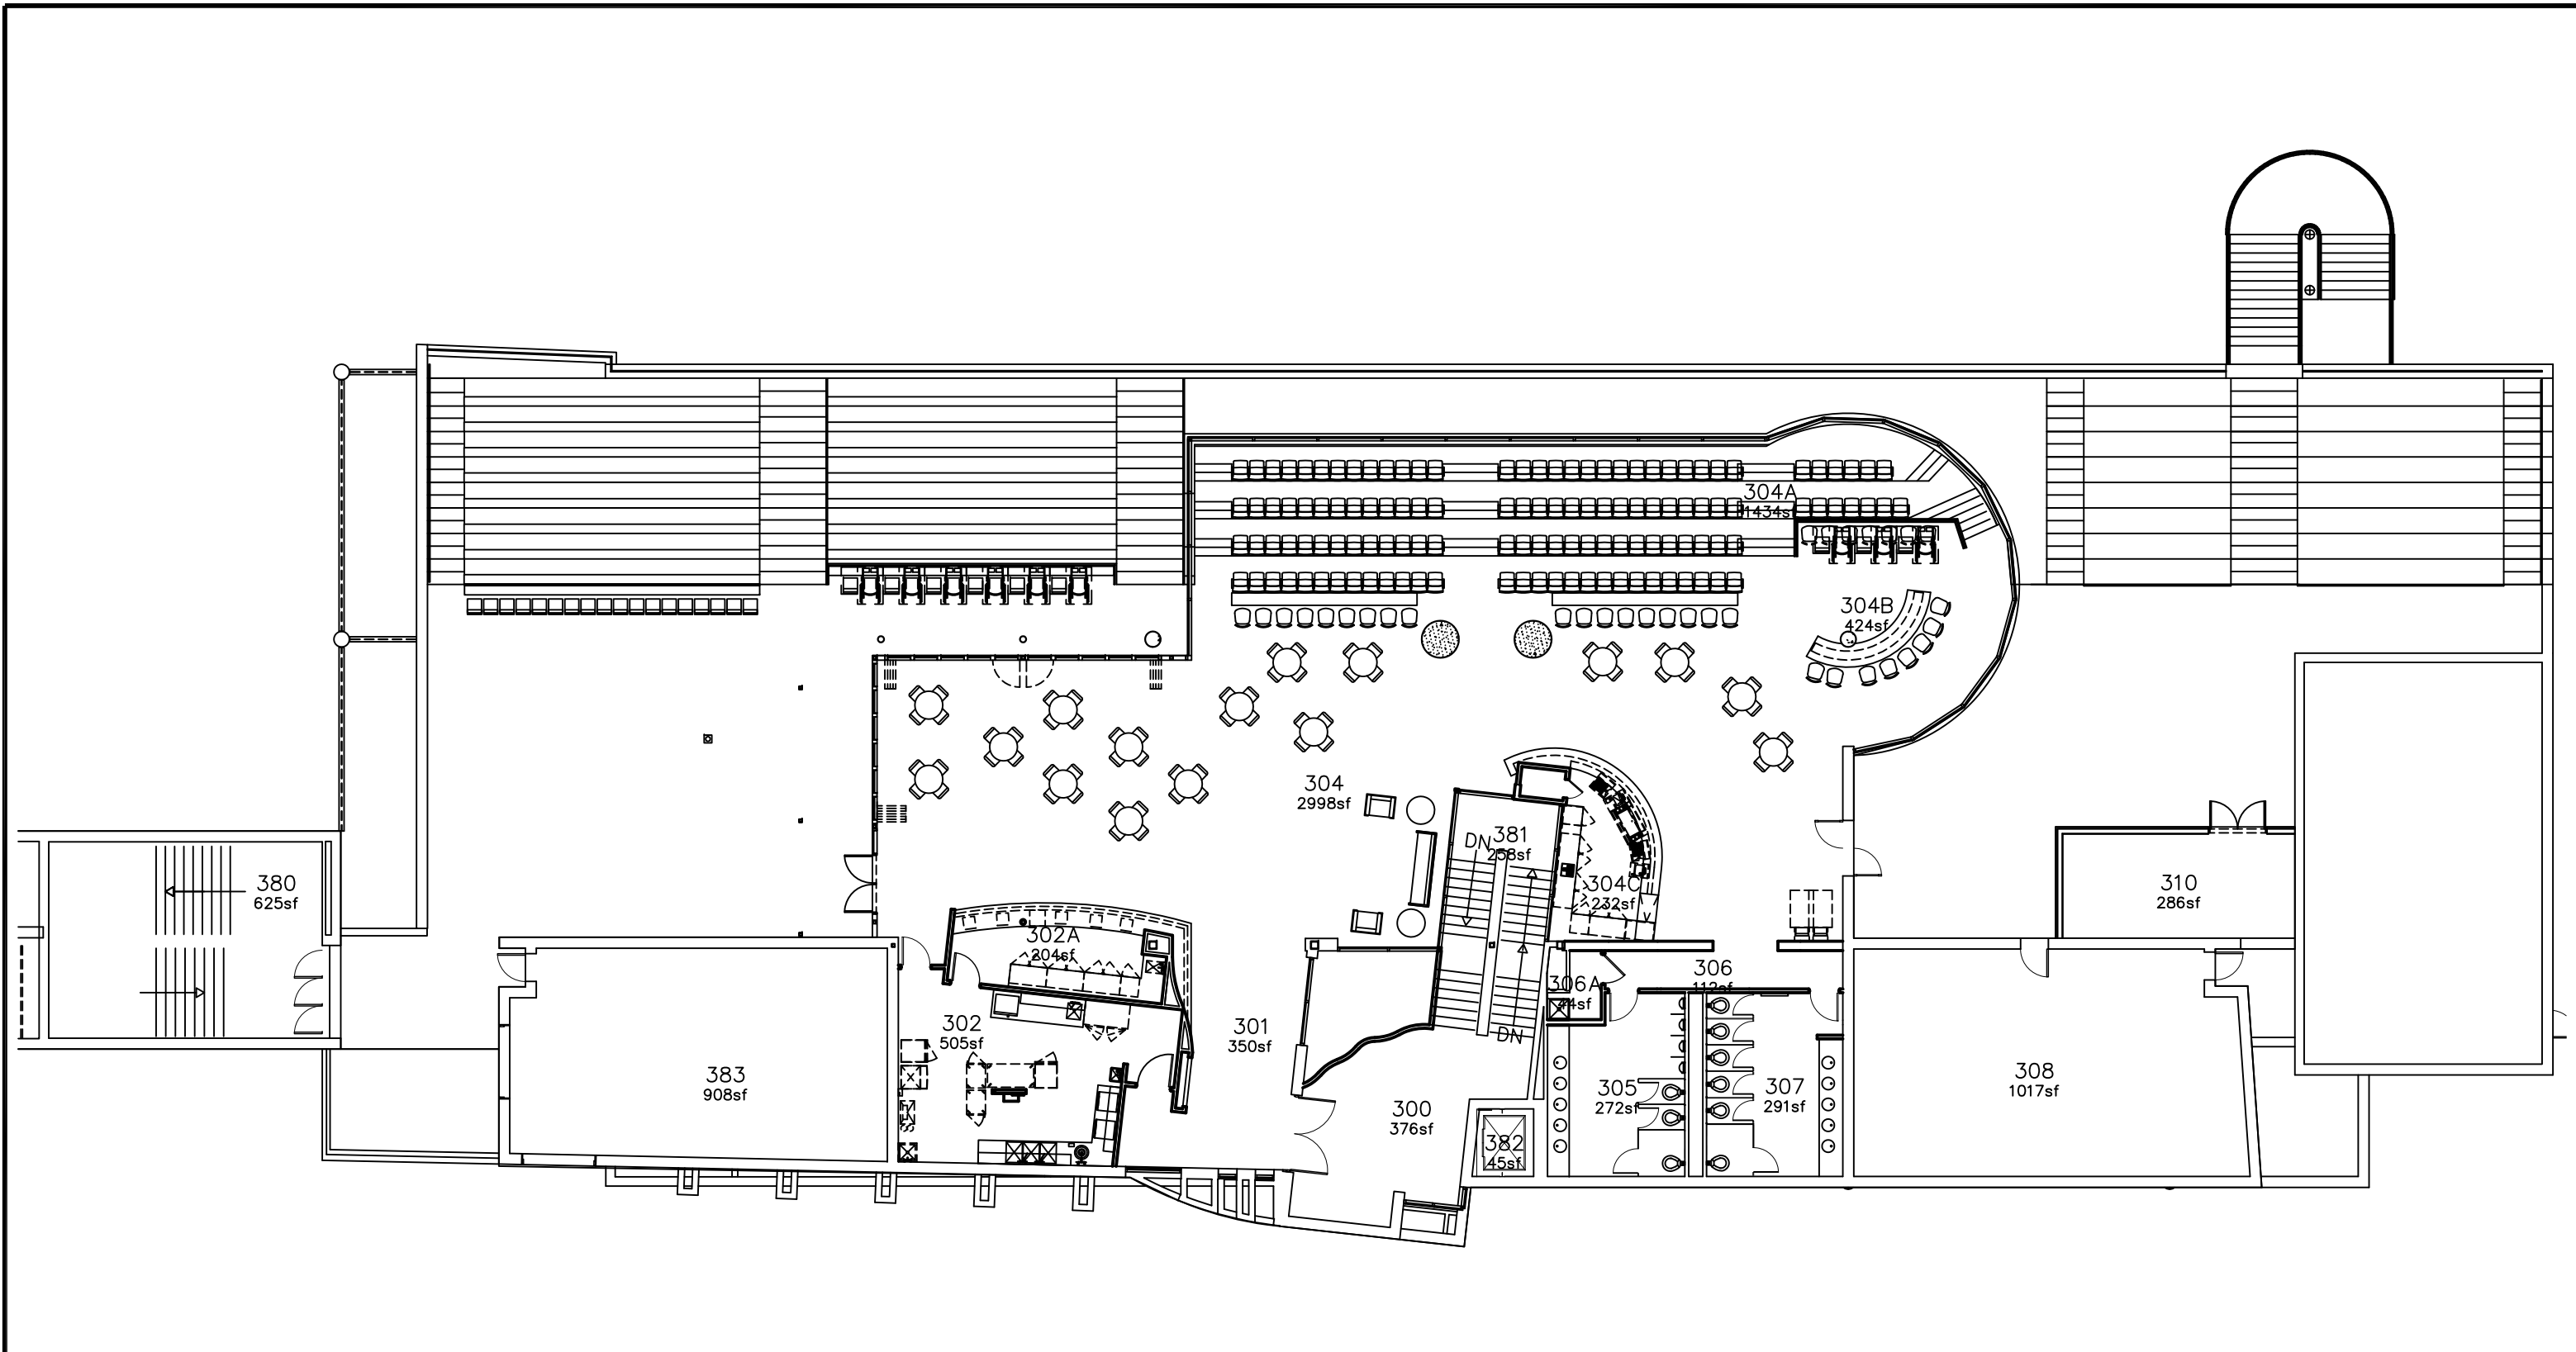 304A
1434sf
304B
424sf
304
2998sf
DN
381
258sf
380
625sf
304C
232sf
310
286sf
302A
204sf
306
112sf
306A
44sf
302
505sf
301
350sf
DN
383
908sf
305
272sf
307
291sf
308
1017sf
300
376sf
382
45sf